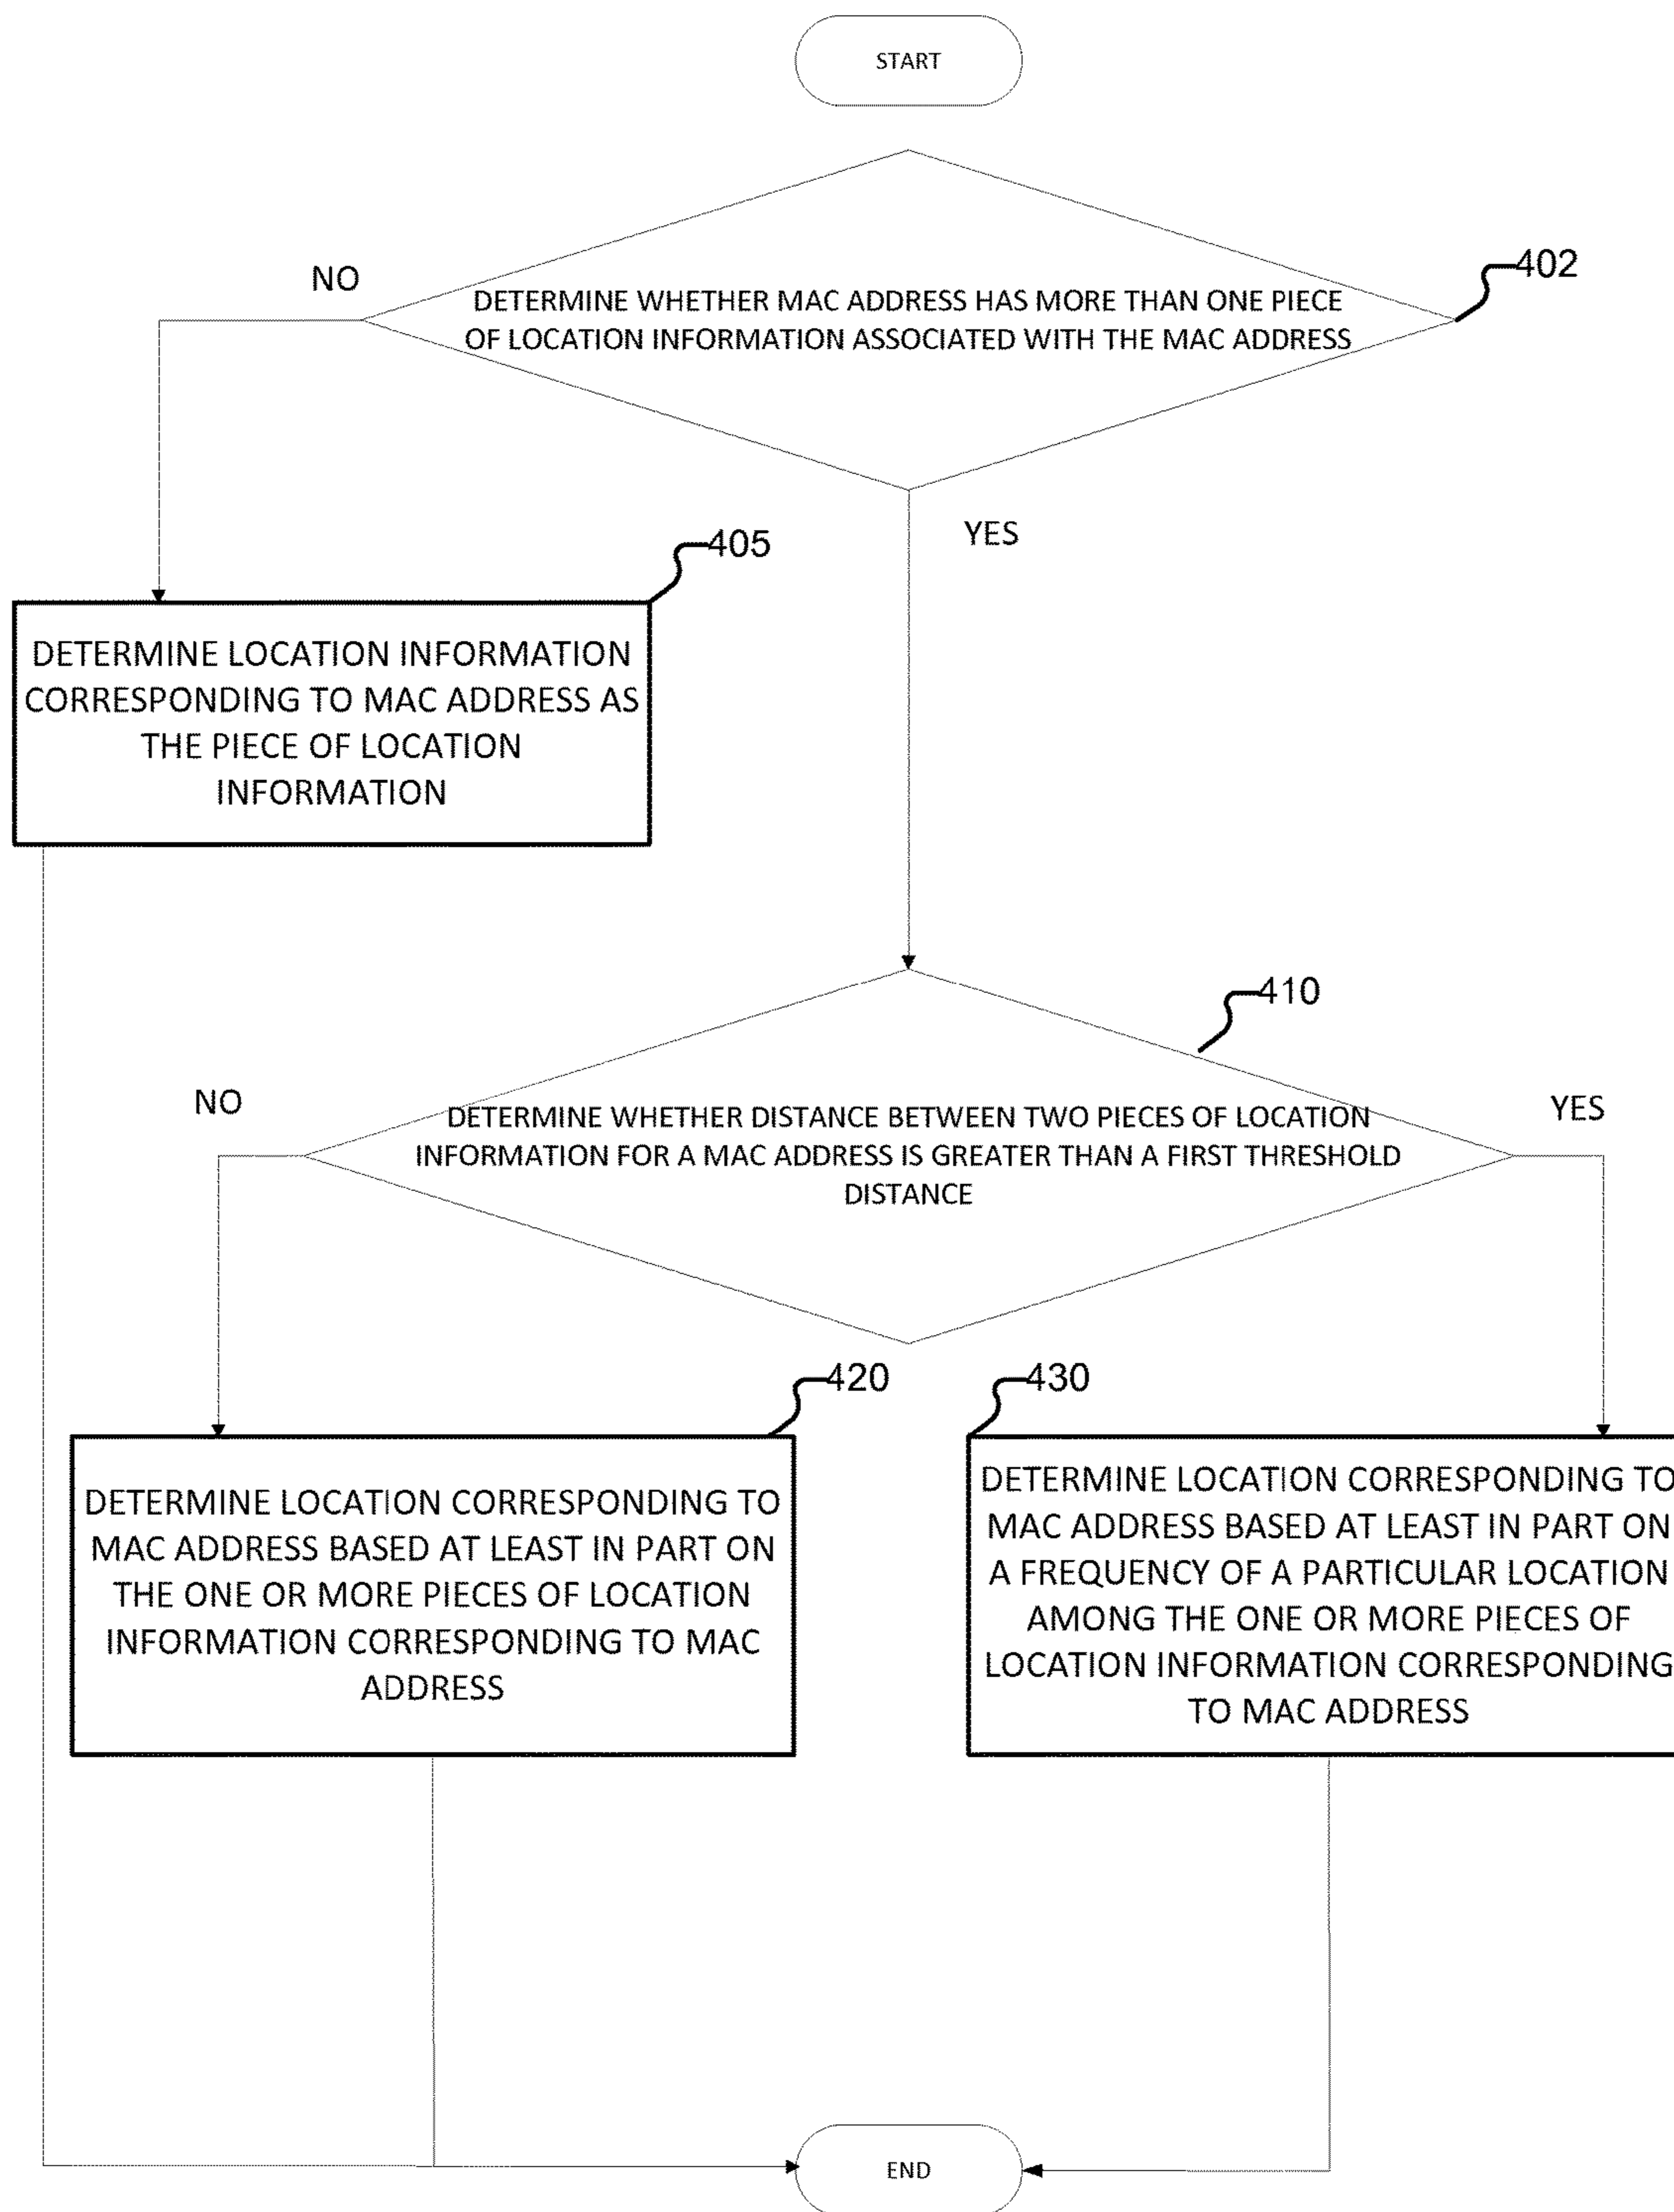 START
402
NO
DETERMINE WHETHER MAC ADDRESS HAS MORE THAN ONE PIECE
OF LOCATION INFORMATION ASSOCIATED WITH THE MAC ADDRESS
YES
405
DETERMINE LOCATION INFORMATION
CORRESPONDING TO MAC ADDRESS AS
THE PIECE OF LOCATION
INFORMATION
410
NO
YES
DETERMINE WHETHER DISTANCE BETWEEN TWO PIECES OF LOCATION
INFORMATION FOR A MAC ADDRESS IS GREATER THAN A FIRST THRESHOLD
DISTANCE
420
DETERMINE LOCATION CORRESPONDING TO
MAC ADDRESS BASED AT LEAST IN PART ON
THE ONE OR MORE PIECES OF LOCATION
INFORMATION CORRESPONDING TO MAC
ADDRESS
430
DETERMINE LOCATION CORRESPONDING TO
MAC ADDRESS BASED AT LEAST IN PART ON
A FREQUENCY OF A PARTICULAR LOCATION
AMONG THE ONE OR MORE PIECES OF
LOCATION INFORMATION CORRESPONDING
TO MAC ADDRESS
END